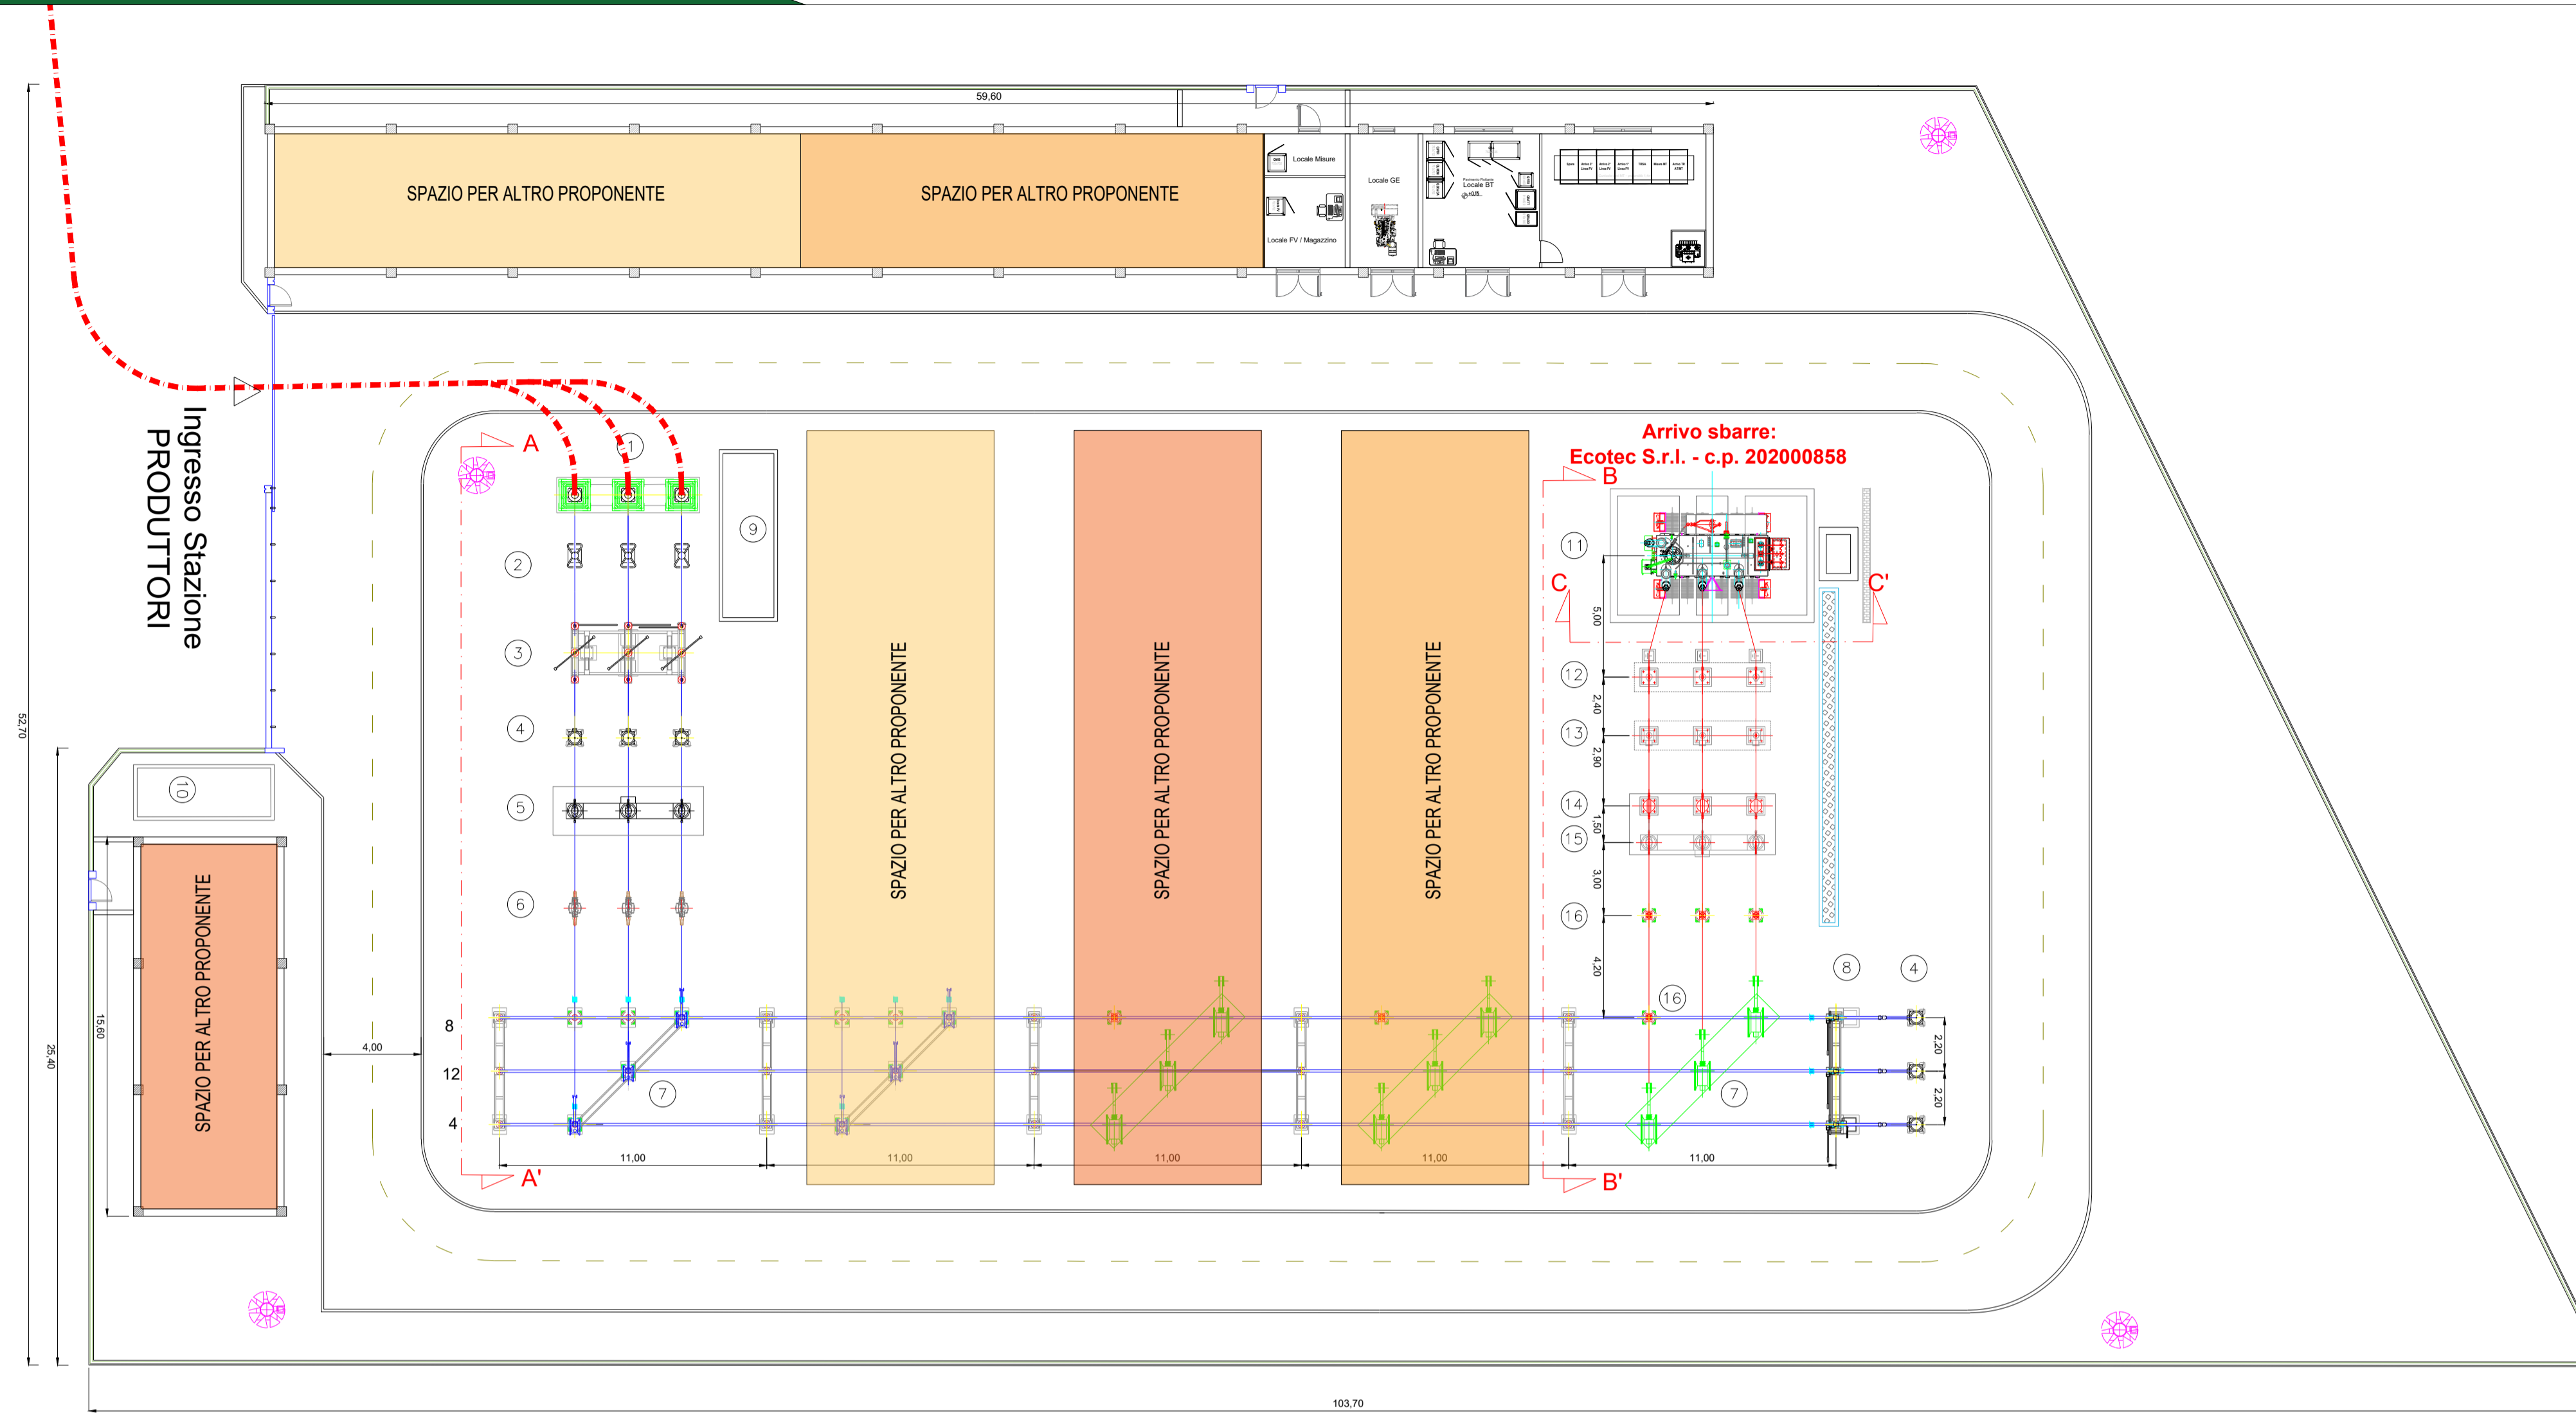 59,60
SPAZIO PER ALTRO PROPONENTE
SPAZIO PER ALTRO PROPONENTE
Locale Misure
Locale FV / Magazzino
Locale GE
Locale BT
Ingresso Stazione
PRODUTTORI
52,70
25,40
15,60
4,00
10
SPAZIO PER ALTRO PROPONENTE
A
1
2
3
4
5
6
7
9
8
12
4
A'
SPAZIO PER ALTRO PROPONENTE
SPAZIO PER ALTRO PROPONENTE
SPAZIO PER ALTRO PROPONENTE
Arrivo sbarre:
Ecotec S.r.l. - c.p. 202000858
B
11
C
C'
5,00
12
2,40
13
2,90
14
1,50
15
3,00
16
4,20
16
8
4
7
2,20
2,20
B'
11,00
11,00
11,00
11,00
11,00
103,70